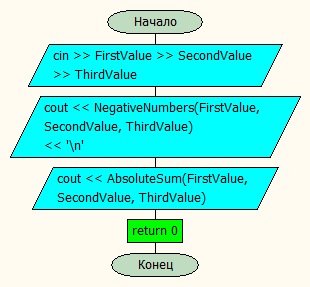 Начало
cin >> FirstValue >> SecondValue
>> ThirdValue
cout << NegativeNumbers(FirstValue,
SecondValue, ThirdValue)
<< '\n'
cout << AbsoluteSum(FirstValue,
SecondValue, ThirdValue)
return 0
Конец